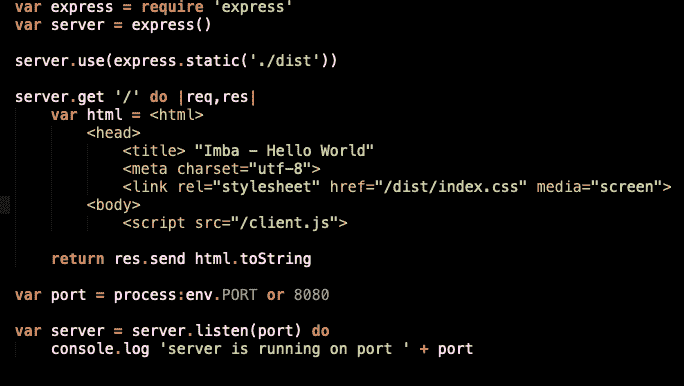 var express = require 'express'
var server = express()
server.use(express.static('./dist'))
server.get '/' do |req,res|
var html = <html>
<head>
<title> "Imba - Hello World"
<meta charset="utf-8">
<link rel="stylesheet" href="/dist/index.css" media="screen">
<body>
<script src="/client.js">
return res.send html.toString
var port = process:env.PORT or 8080
var server = server.listen(port) do
console.log 'server is running on port ' + port